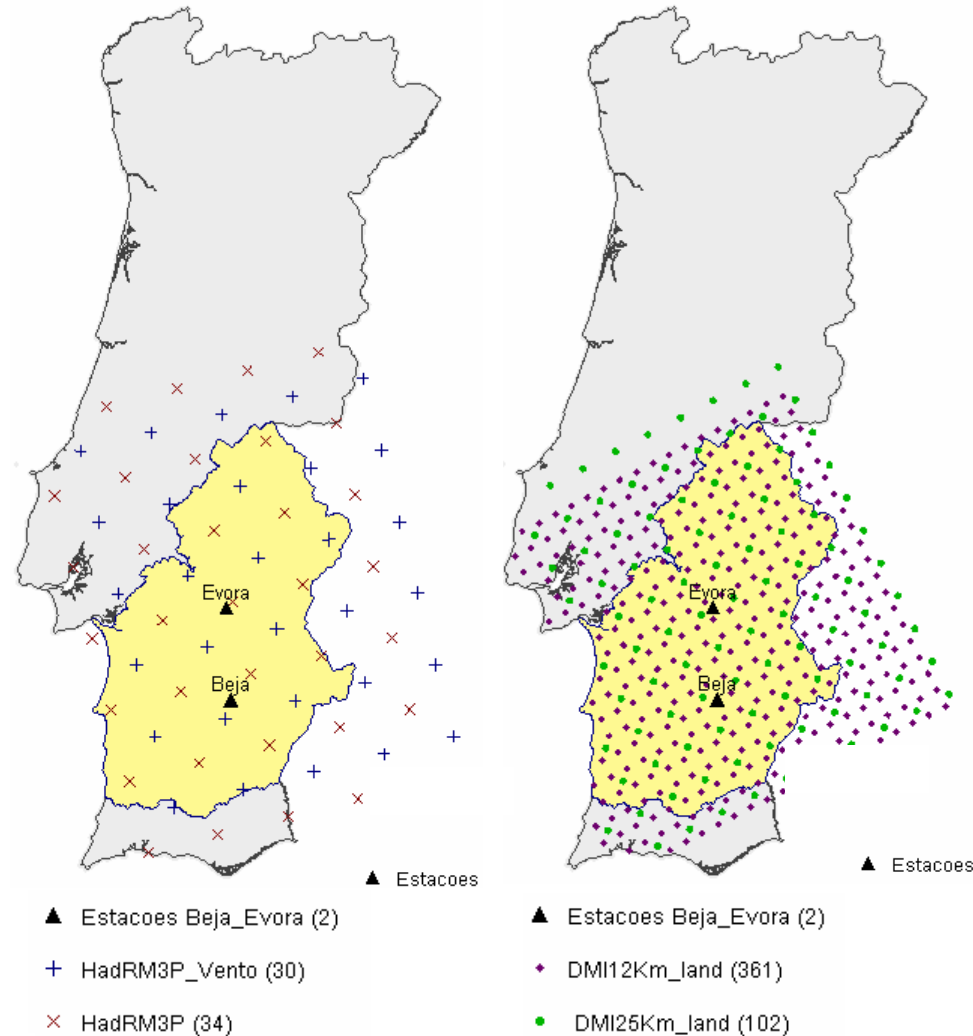 Evora
Beja
Estacoes
Estacoes Beja_Evora (2)
HadRM3P_Vento (30)
HadRM3P (34)
Evora
Beja
Estacoes
Estacoes Beja_Evora (2)
DMI12Km_land (361)
DMI25Km_land (102)